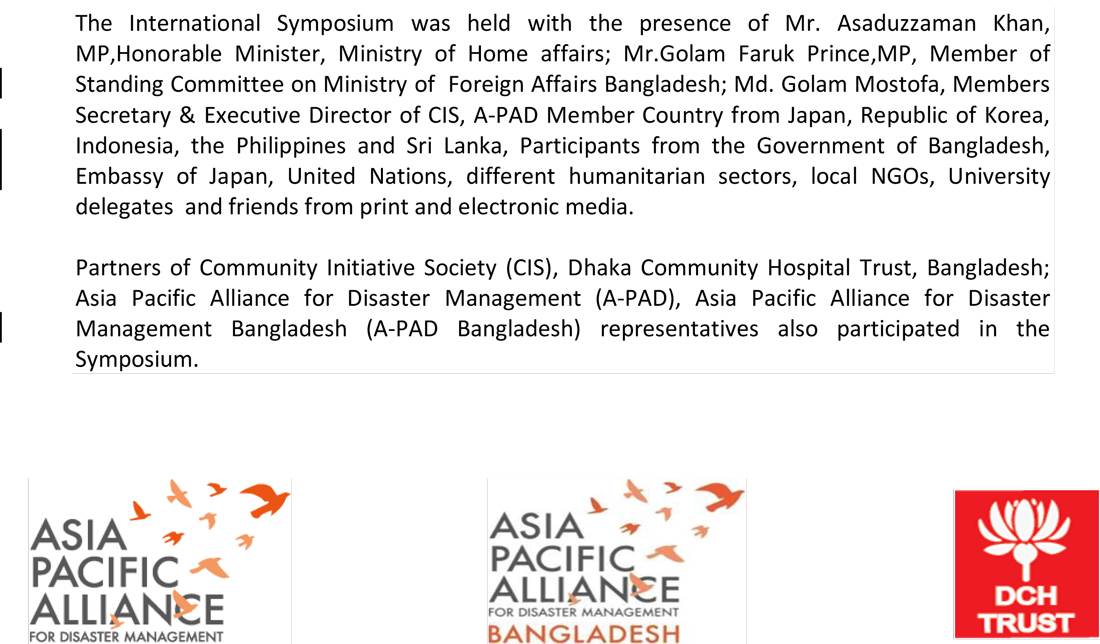 The International Symposium was held with the presence of Mr. Asaduzzaman Khan,
MP,Honorable Minister, Ministry of Home affairs; Mr.Golam Faruk Prince,MP, Member of
Standing Committee on Ministry of Foreign Affairs Bangladesh; Md. Golam Mostofa, Members
Secretary & Executive Director of CIS, A-PAD Member Country from Japan, Republic of Korea,
Indonesia, the Philippines and Sri Lanka, Participants from the Government of Bangladesh,
Embassy of Japan, United Nations, different humanitarian sectors, local NGOs, University
delegates and friends from print and electronic media.
Partners of Community Initiative Society (CIS), Dhaka Community Hospital Trust, Bangladesh;
Asia Pacific Alliance for Disaster Management (A-PAD), Asia Pacific Alliance for Disaster
Management Bangladesh (A-PAD Bangladesh) representatives also participated in the
Symposium.
ASIA
PACIFIC
ALLIANCE
FOR DISASTER MANAGEMENT
ASIA
PACIFIC
ALLIANCE
FOR DISASTER MANAGEMENT
BANGLADESH
DCH
TRUST